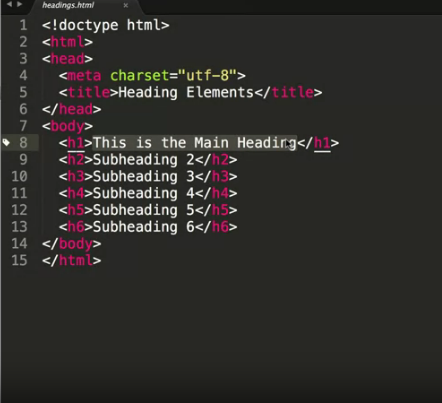 headings.html ×
1 <!doctype html>
2 <html>
3 <head>
4 <meta charset="utf-8">
5 <title>Heading Elements</title>
6 </head>
7 <body>
8 <h1>This is the Main Heading</h1>
9 <h2>Subheading 2</h2>
10 <h3>Subheading 3</h3>
11 <h4>Subheading 4</h4>
12 <h5>Subheading 5</h5>
13 <h6>Subheading 6</h6>
14 </body>
15 </html>